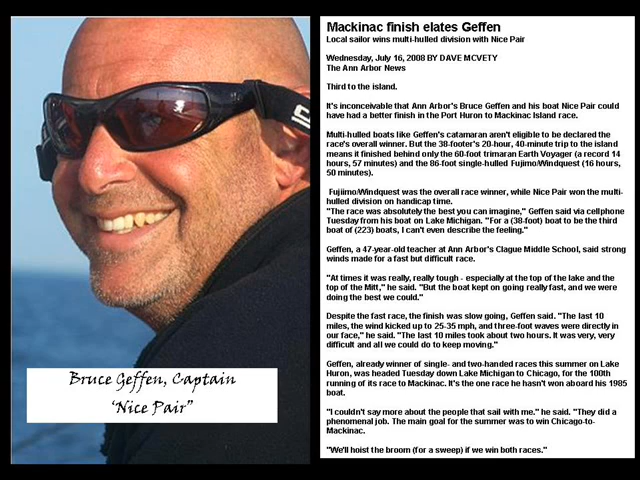 Bruce Geffen, Captain
'Nice Pair"
Mackinac finish elates Geffen
Local sailor wins multi-hulled division with Nice Pair
Wednesday, July 16, 2008 BY DAVE MCVETY
The Ann Arbor News
Third to the island.
It's inconceivable that Ann Arbor's Bruce Geffen and his boat Nice Pair could
have had a better finish in the Port Huron to Mackinac Island race.
Multi-hulled boats like Geffen's catamaran aren't eligible to be declared the
race's overall winner. But the 38-footer's 20-hour, 40-minute trip to the island
means it finished behind only the 60-foot trimaran Earth Voyager (a record 14
hours, 57 minutes) and the 86-foot single-hulled Fujimo/Windquest (16 hours,
50 minutes).
Fujiimo/Windquest was the overall race winner, while Nice Pair won the multi-
hulled division on handicap time.
"The race was absolutely the best you can imagine," Geffen said via cellphone
Tuesday from his boat on Lake Michigan. "For a (38-foot) boat to be the third
boat of (223) boats, I can't even describe the feeling."
Geffen, a 47-year-old teacher at Ann Arbor's Clague Middle School, said strong
winds made for a fast but difficult race.
"At times it was really, really tough - especially at the top of the lake and the
top of the Mitt," he said. "But the boat kept on going really fast, and we were
doing the best we could."
Despite the fast race, the finish was slow going, Geffen said. "The last 10
miles, the wind kicked up to 25-35 mph, and three-foot waves were directly in
our face," he said. "The last 10 miles took about two hours. It was very, very
difficult and all we could do to keep moving."
Geffen, already winner of single- and two-handed races this summer on Lake
Huron, was headed Tuesday down Lake Michigan to Chicago, for the 100th
running of its race to Mackinac. It's the one race he hasn't won aboard his 1985
boat.
"I couldn't say more about the people that sail with me," he said. "They did a
phenomenal job. The main goal for the summer was to win Chicago-to-
Mackinac.
"We'll hoist the broom (for a sweep) if we win both races."